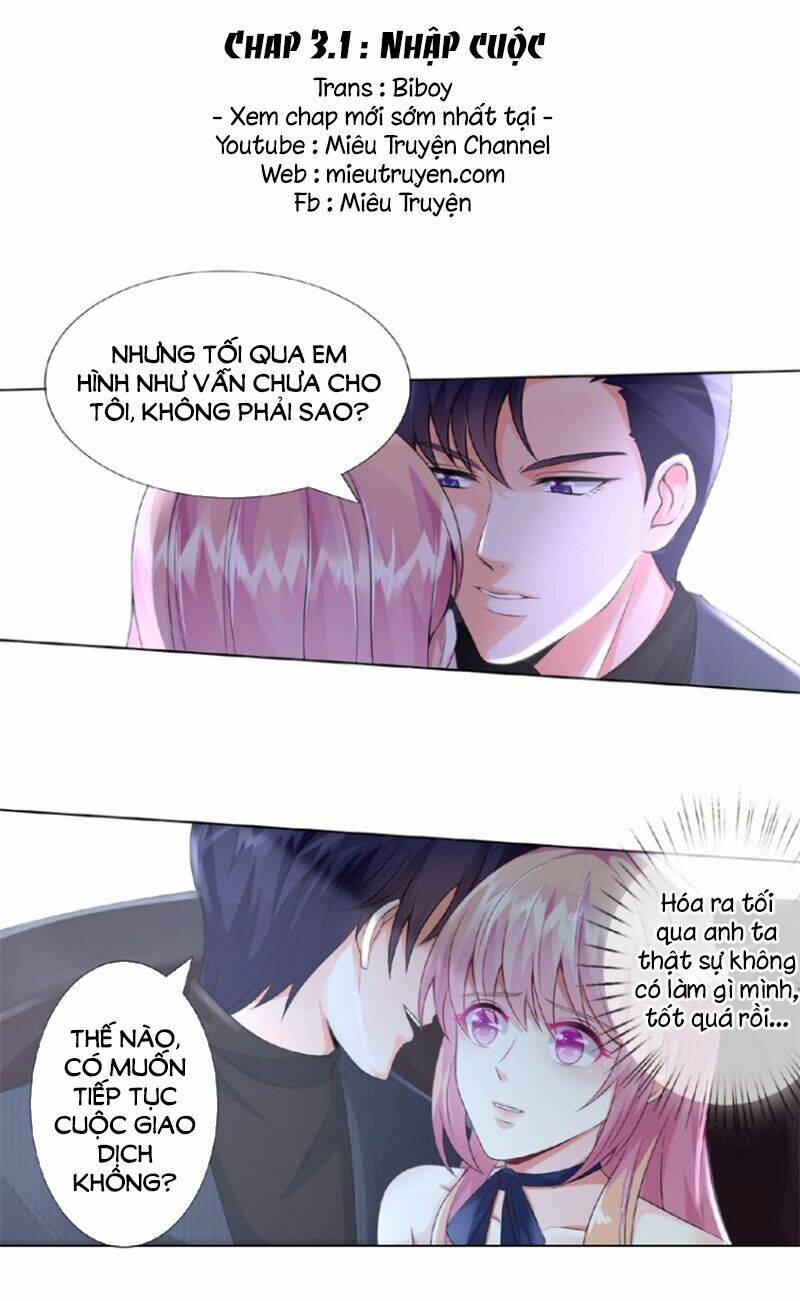 Chap 3.1 : Nhập cuộc
Trans : Biboy
- Xem chap mới sớm nhất tại -
Youtube : Miêu Truyện Channel
Web : mieutruyen.com
Fb : Miêu Truyện
NHƯNG TỐI QUA EM
HÌNH NHƯ VẪN CHƯA CHO
TÔI, KHÔNG PHẢI SAO?
Hóa ra tối
qua anh ta
thật sự không
có làm gì mình,
tốt quá rồi...
THẾ NÀO,
CÓ MUỐN
TIẾP TỤC
CUỘC GIAO
DỊCH
KHÔNG?